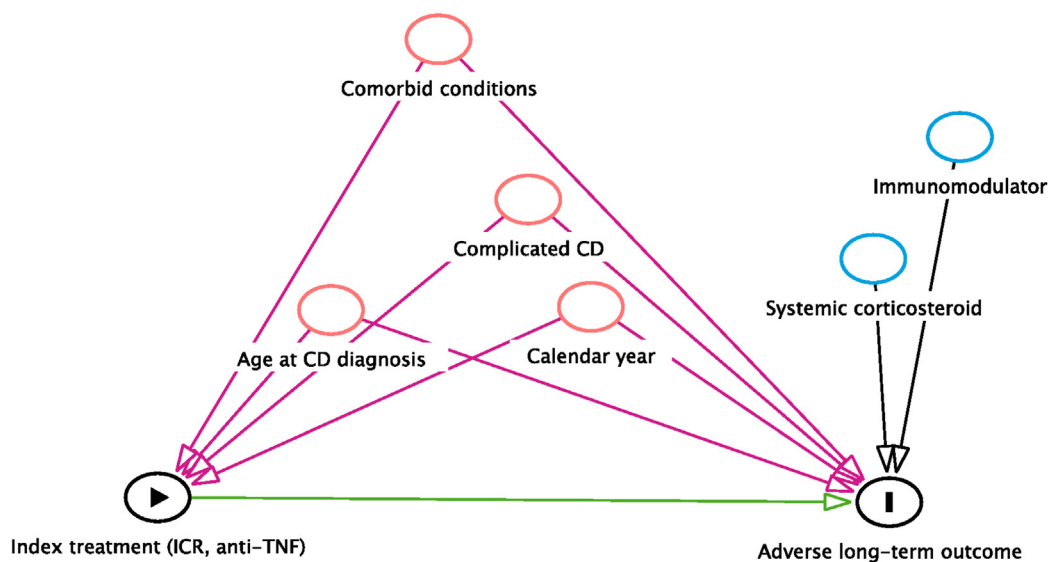 Comorbid conditions
Immunomodulator
Complicated CD
Systemic corticosteroid
Age at CD diagnosis
Calendar year
Index treatment (ICR, anti-TNF)
Adverse long-term outcome